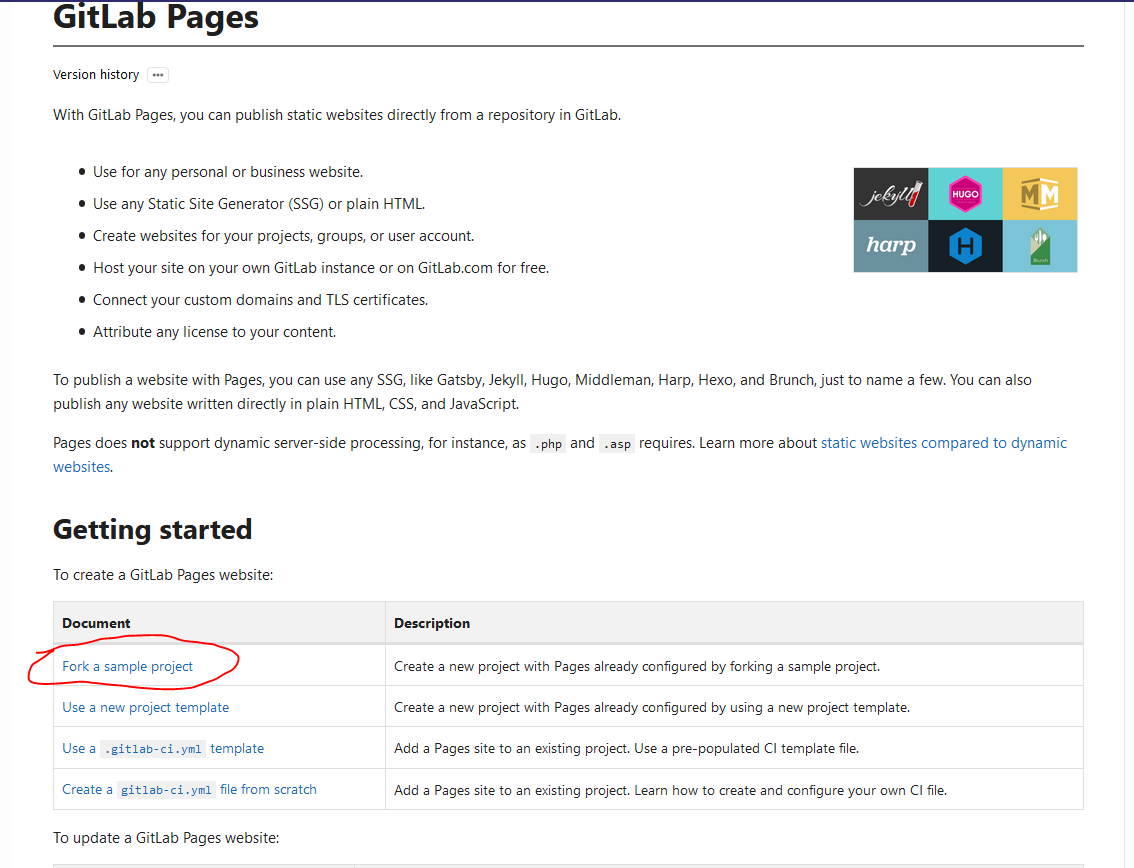 GitLab Pages
Version history
With GitLab Pages, you can publish static websites directly from a repository in GitLab.
Use for any personal or business website.
Use any Static Site Generator (SSG) or plain HTML.
Create websites for your projects, groups, or user account.
Host your site on your own GitLab instance or on GitLab.com for free.
Connect your custom domains and TLS certificates.
Attribute any license to your content.
jekyll HUGO MM
harp H Brunch
To publish a website with Pages, you can use any SSG, like Gatsby, Jekyll, Hugo, Middleman, Harp, Hexo, and Brunch, just to name a few. You can also
publish any website written directly in plain HTML, CSS, and JavaScript.
Pages does not support dynamic server-side processing, for instance, as .php and .asp requires. Learn more about static websites compared to dynamic
websites.
Getting started
To create a GitLab Pages website:
Document Description
Fork a sample project Create a new project with Pages already configured by forking a sample project.
Use a new project template Create a new project with Pages already configured by using a new project template.
Use a .gitlab-ci.yml template Add a Pages site to an existing project. Use a pre-populated CI template file.
Create a gitlab-ci.yml file from scratch Add a Pages site to an existing project. Learn how to create and configure your own CI file.
To update a GitLab Pages website: